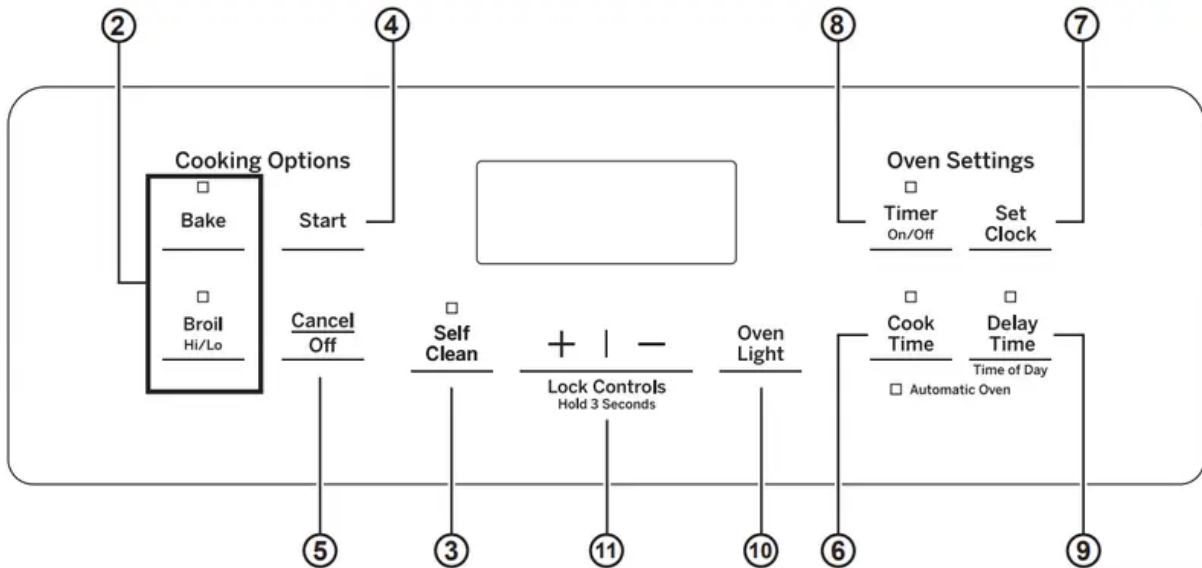 2
4
8
7
Cooking Options
Oven Settings
Bake
Start
Timer
On/Off
Set
Clock
Broil
Hi/Lo
Cancel
Off
Self
Clean
+ | −
Lock Controls
Hold 3 Seconds
Oven
Light
Cook
Time
Delay
Time
Time of Day
Automatic Oven
5
3
11
10
6
9